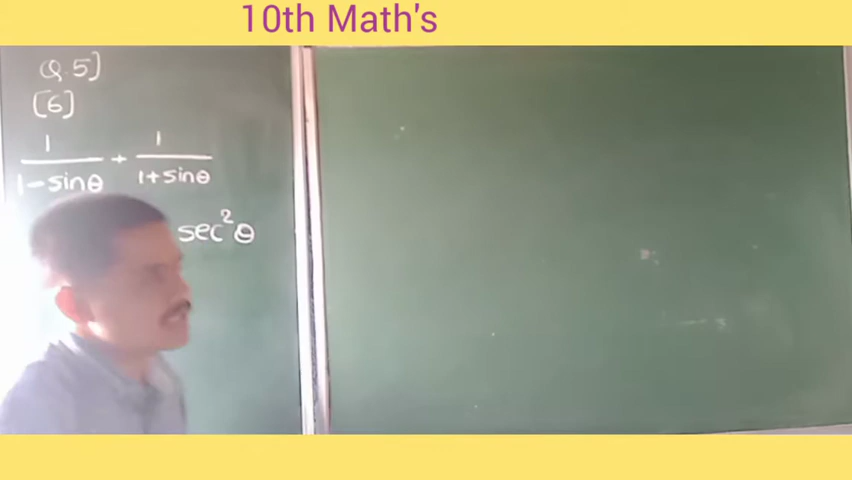 10th Math's
Q.5]
[6]
1/(1-sinθ) + 1/(1+sinθ)
sec²θ